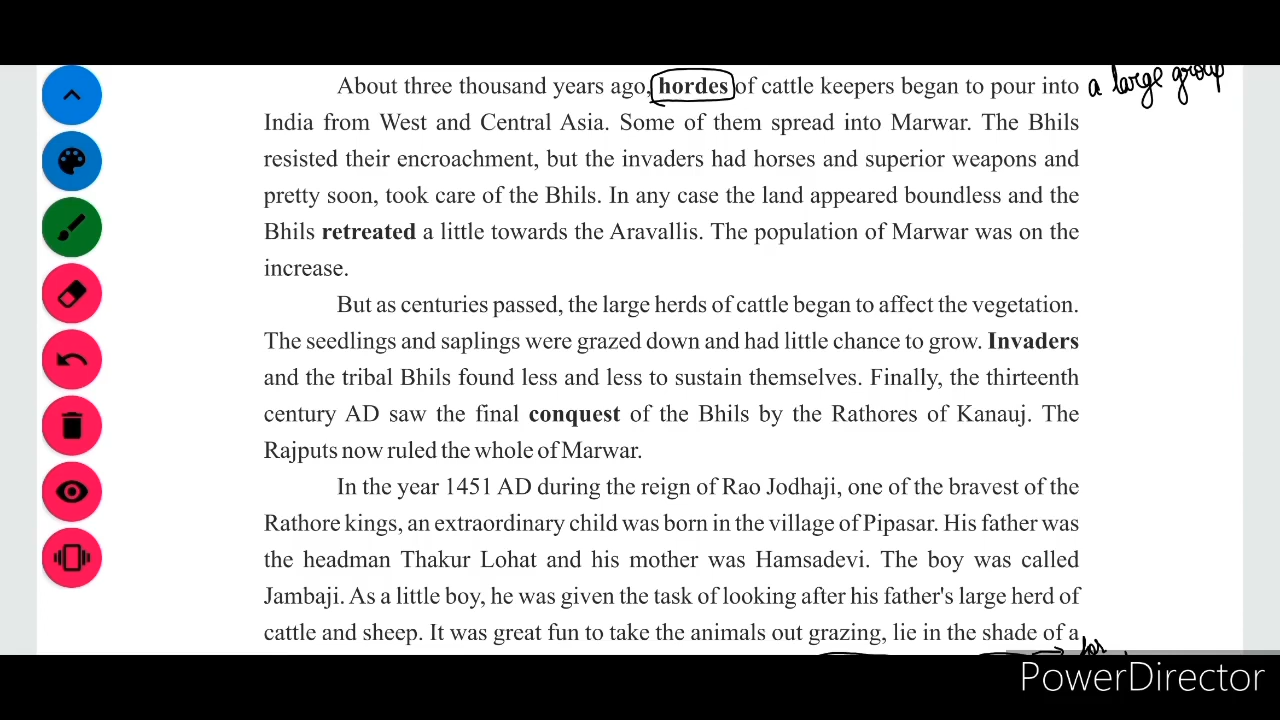 About three thousand years ago, hordes of cattle keepers began to pour into a large group
India from West and Central Asia. Some of them spread into Marwar. The Bhils
resisted their encroachment, but the invaders had horses and superior weapons and
pretty soon, took care of the Bhils. In any case the land appeared boundless and the
Bhils retreated a little towards the Aravallis. The population of Marwar was on the
increase.
But as centuries passed, the large herds of cattle began to affect the vegetation.
The seedlings and saplings were grazed down and had little chance to grow. Invaders
and the tribal Bhils found less and less to sustain themselves. Finally, the thirteenth
century AD saw the final conquest of the Bhils by the Rathores of Kanauj. The
Rajputs now ruled the whole of Marwar.
In the year 1451 AD during the reign of Rao Jodhaji, one of the bravest of the
Rathore kings, an extraordinary child was born in the village of Pipasar. His father was
the headman Thakur Lohat and his mother was Hamsadevi. The boy was called
Jambaji. As a little boy, he was given the task of looking after his father's large herd of
cattle and sheep. It was great fun to take the animals out grazing, lie in the shade of a
for
PowerDirector